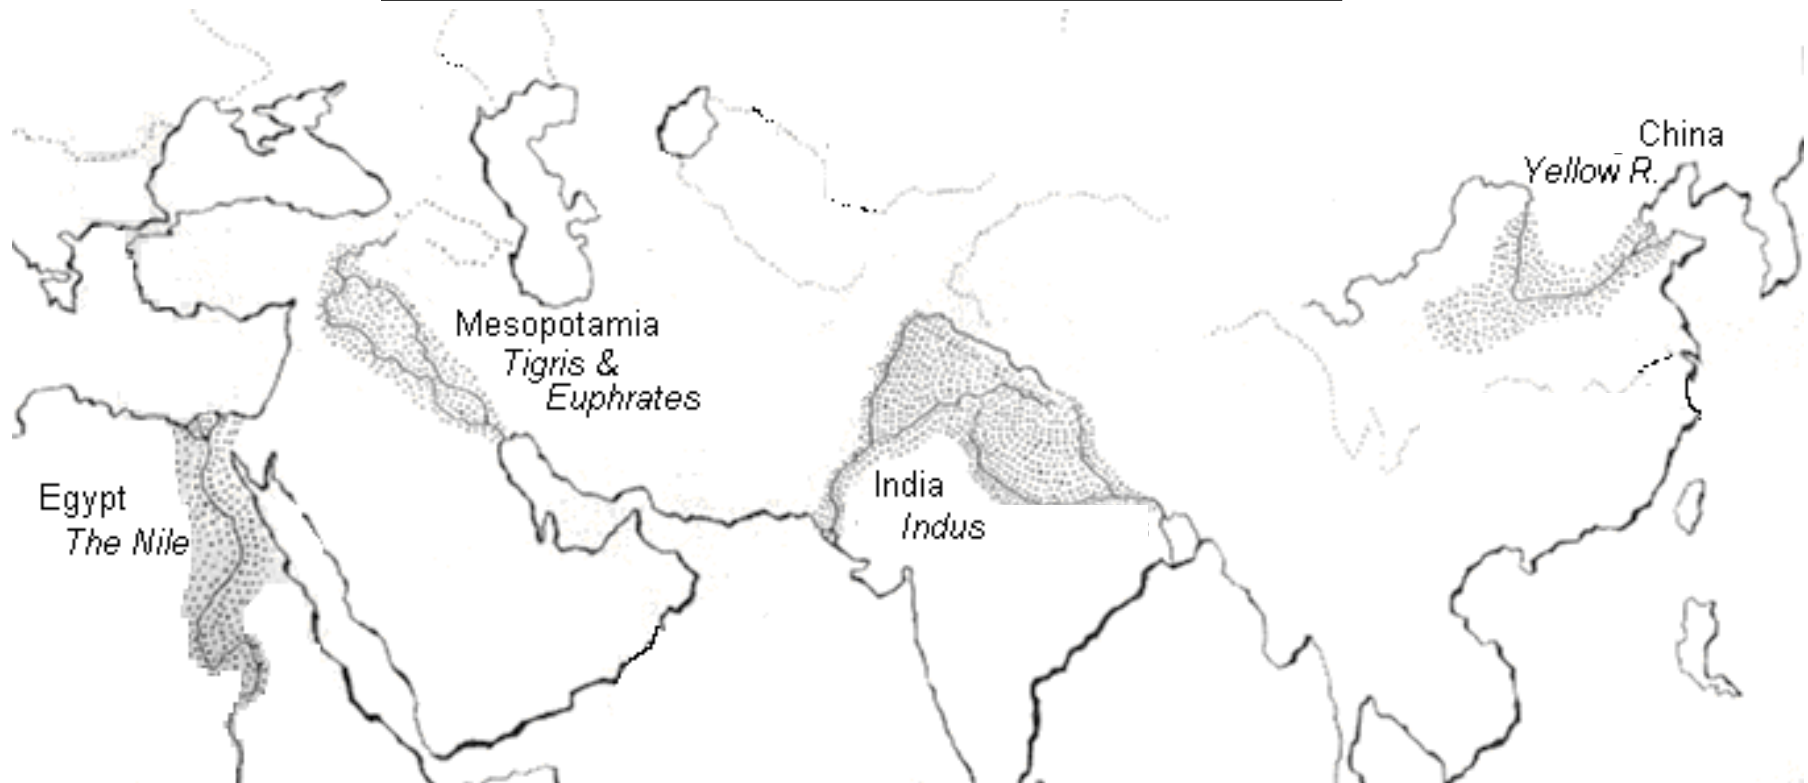 China
Yellow R.
Mesopotamia
Tigris &
Euphrates
Egypt
The Nile
India
Indus